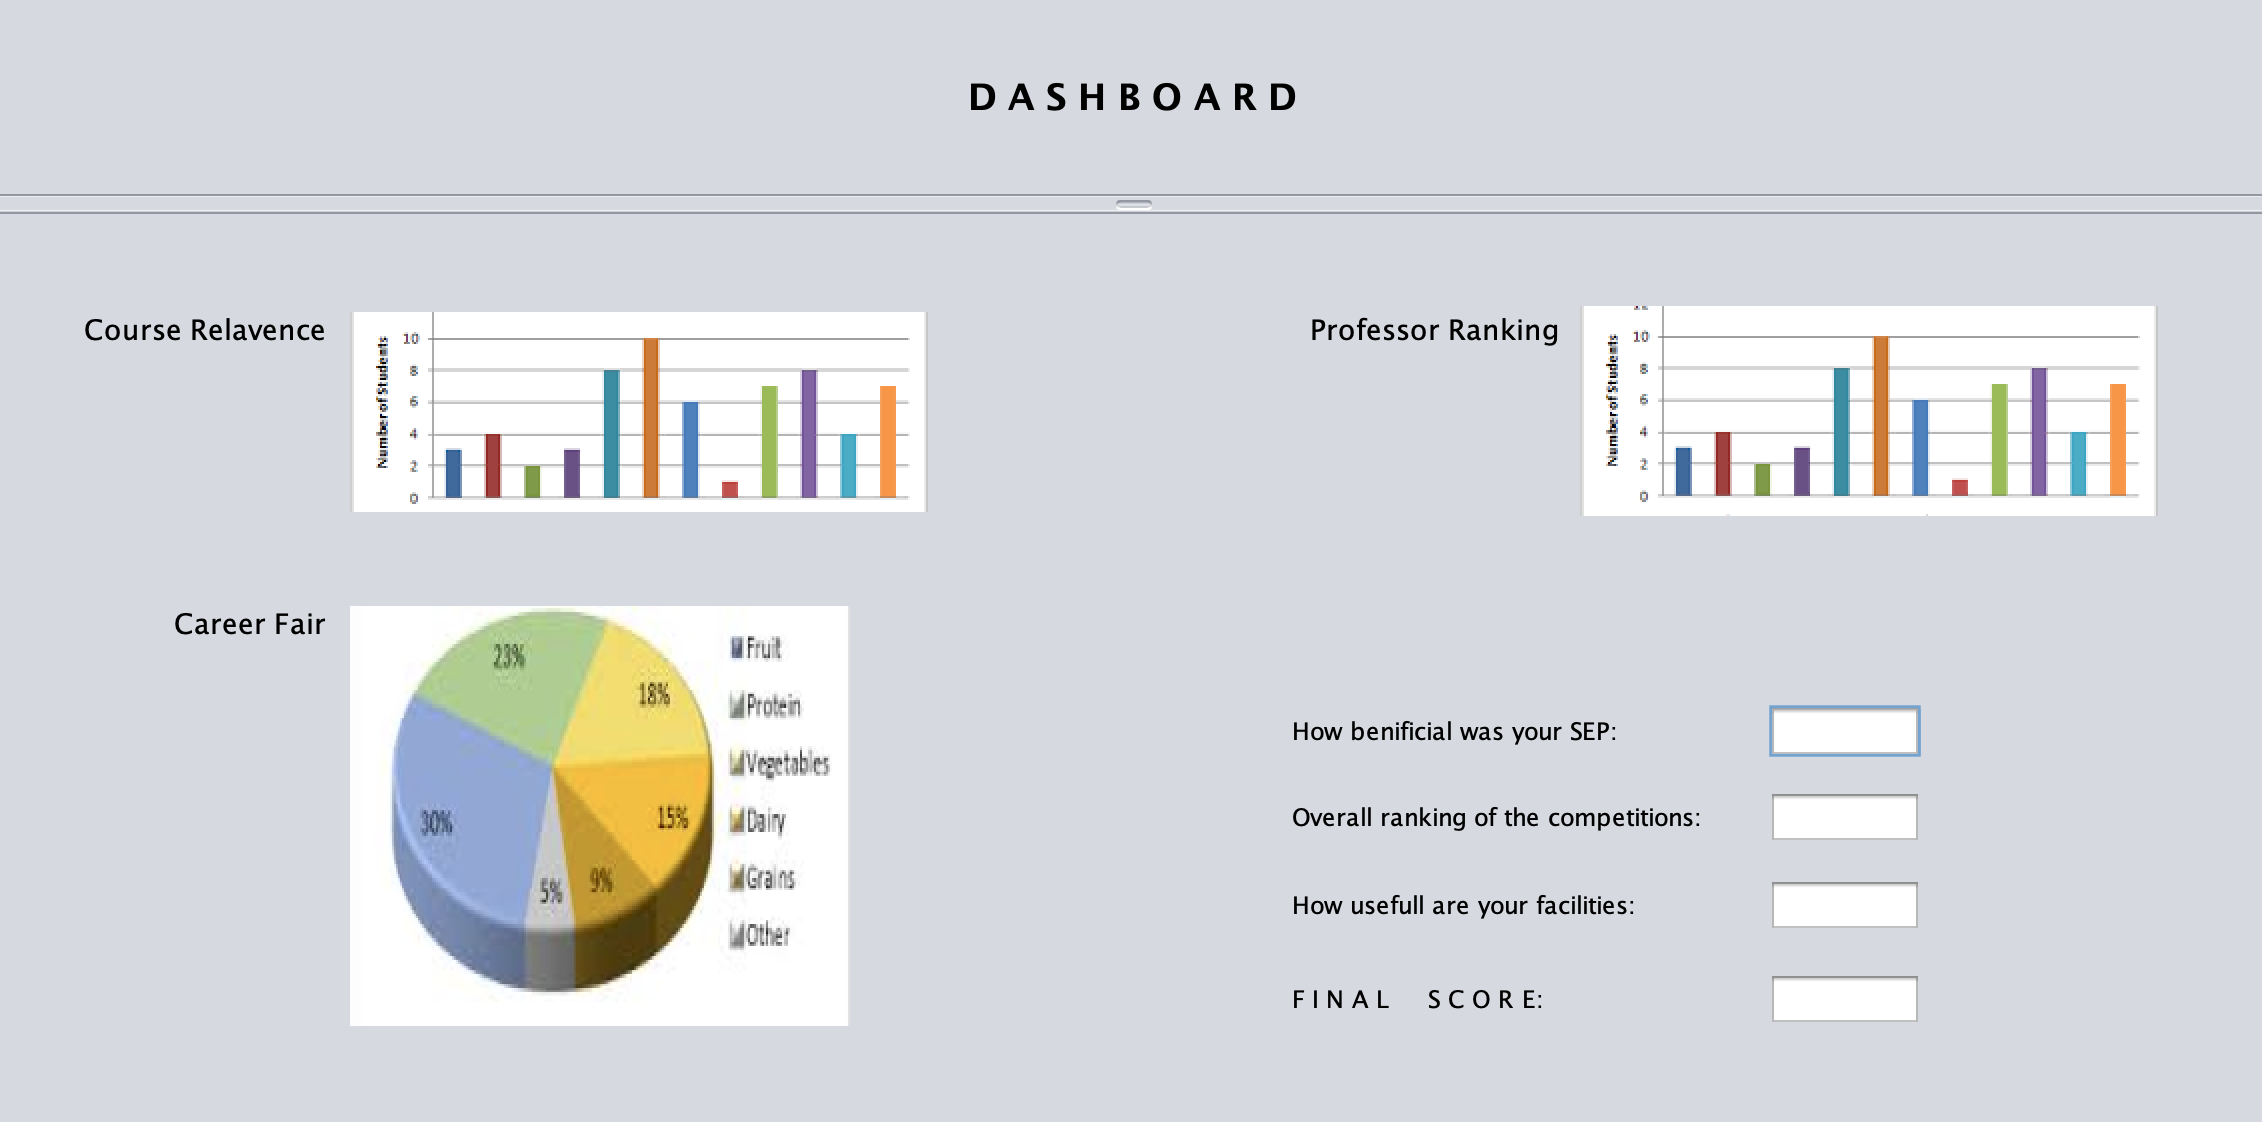 DASHBOARD
Course Relavence
Number of Students
10
8
6
4
2
0
Professor Ranking
Number of Students
10
8
6
4
2
0
Career Fair
23%
18%
15%
9%
5%
30%
Fruit
Protein
Vegetables
Dairy
Grains
Other
How benificial was your SEP:
Overall ranking of the competitions:
How usefull are your facilities:
FINAL SCORE: